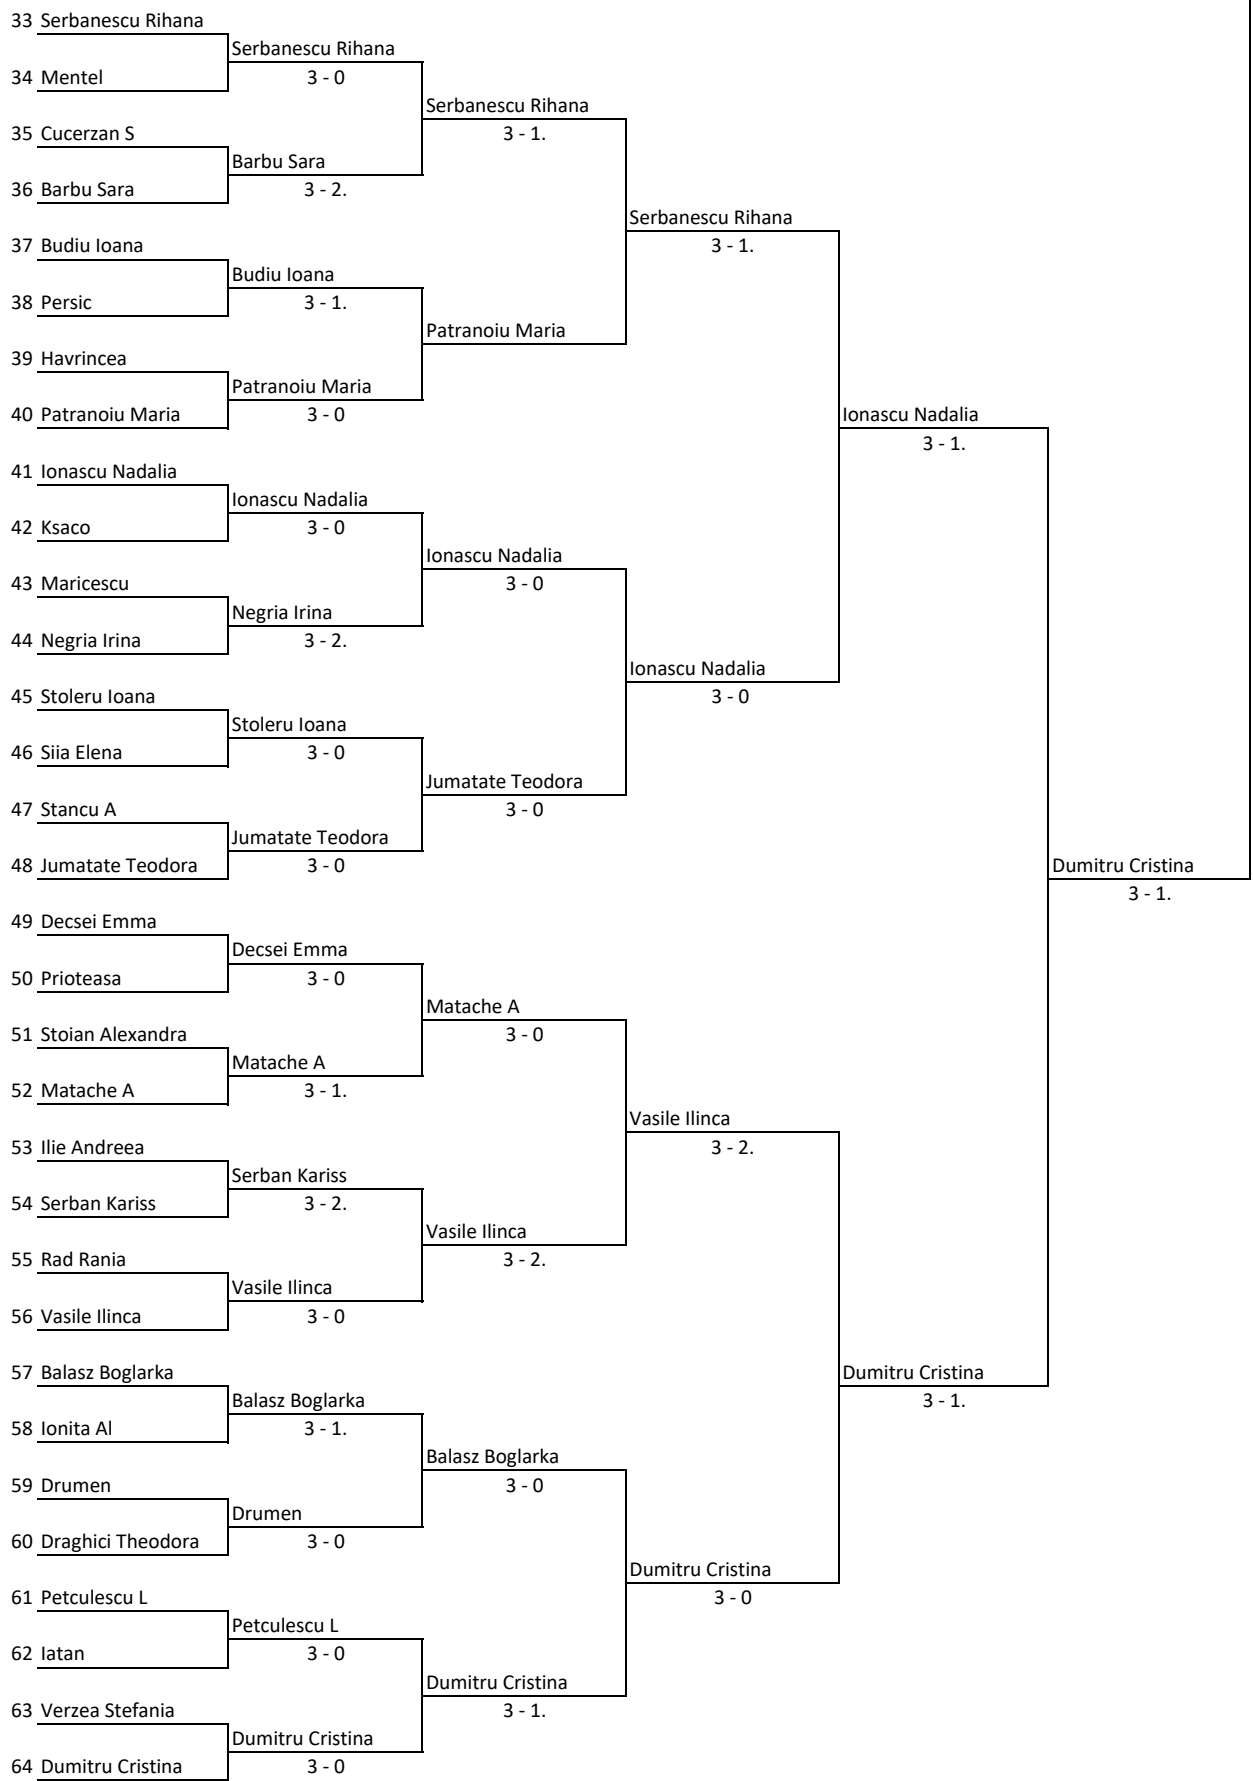 33 Serbanescu Rihana
Serbanescu Rihana
34 Mentel
3 - 0
Serbanescu Rihana
35 Cucerzan S
3 - 1.
Barbu Sara
36 Barbu Sara
3 - 2.
Serbanescu Rihana
37 Budiu Ioana
3 - 1.
Budiu Ioana
38 Persic
3 - 1.
Patranoiu Maria
39 Havrincea
Patranoiu Maria
40 Patranoiu Maria
3 - 0
Ionascu Nadalia
3 - 1.
41 Ionascu Nadalia
Ionascu Nadalia
42 Ksaco
3 - 0
Ionascu Nadalia
43 Maricescu
3 - 0
Negria Irina
44 Negria Irina
3 - 2.
Ionascu Nadalia
45 Stoleru Ioana
3 - 0
Stoleru Ioana
46 Siia Elena
3 - 0
Jumatate Teodora
47 Stancu A
3 - 0
Jumatate Teodora
48 Jumatate Teodora
3 - 0
Dumitru Cristina
3 - 1.
49 Decsei Emma
Decsei Emma
50 Prioteasa
3 - 0
Matache A
51 Stoian Alexandra
3 - 0
Matache A
52 Matache A
3 - 1.
Vasile Ilinca
53 Ilie Andreea
3 - 2.
Serban Kariss
54 Serban Kariss
3 - 2.
Vasile Ilinca
55 Rad Rania
3 - 2.
Vasile Ilinca
56 Vasile Ilinca
3 - 0
57 Balasz Boglarka
Dumitru Cristina
Balasz Boglarka
3 - 1.
58 Ionita Al
3 - 1.
Balasz Boglarka
59 Drumen
3 - 0
Drumen
60 Draghici Theodora
3 - 0
Dumitru Cristina
61 Petculescu L
3 - 0
Petculescu L
62 Iatan
3 - 0
Dumitru Cristina
63 Verzea Stefania
3 - 1.
Dumitru Cristina
64 Dumitru Cristina
3 - 0